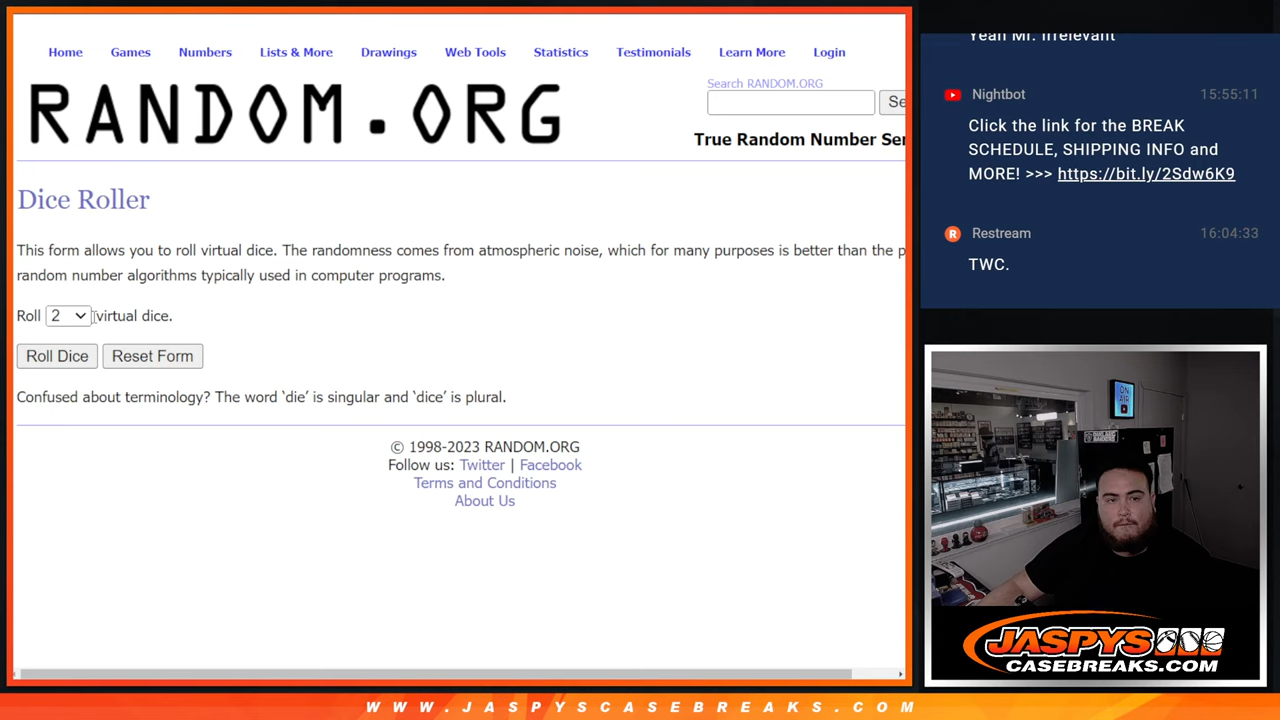 Home Games Numbers Lists & More Drawings Web Tools Statistics Testimonials Learn More Login
RANDOM.ORG
Search RANDOM.ORG
Se
True Random Number Ser
Dice Roller
This form allows you to roll virtual dice. The randomness comes from atmospheric noise, which for many purposes is better than the p
random number algorithms typically used in computer programs.
Roll 2 virtual dice.
Roll Dice Reset Form
Confused about terminology? The word ‘die’ is singular and ‘dice’ is plural.
© 1998-2023 RANDOM.ORG
Follow us: Twitter | Facebook
Terms and Conditions
About Us
Yeah Mr. Irrelevant
Nightbot 15:55:11
Click the link for the BREAK
SCHEDULE, SHIPPING INFO and
MORE! >>> https://bit.ly/2Sdw6K9
Restream 16:04:33
TWC.
ON
AIR
JASPYS
CASEBREAKS.COM
WWW.JASPYSCASEBREAKS.COM